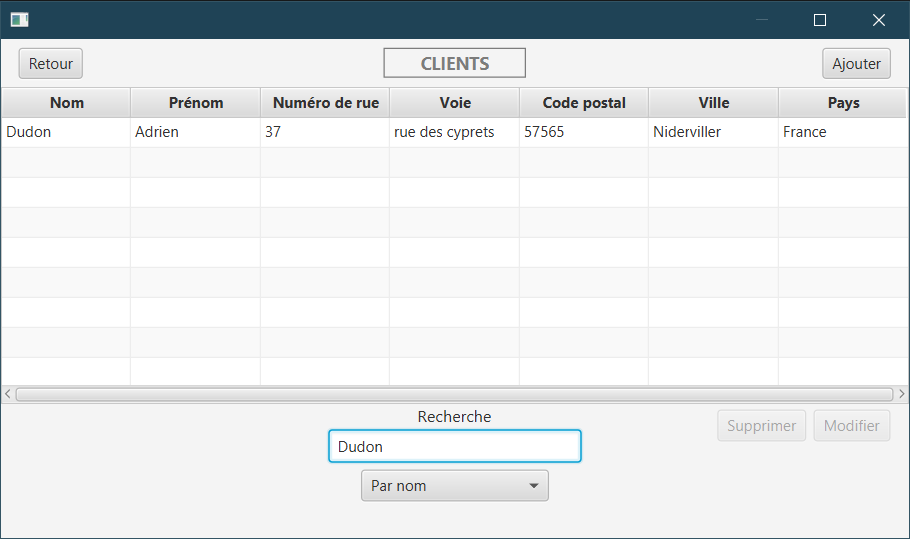 Retour CLIENTS Ajouter
Nom Prénom Numéro de rue Voie Code postal Ville Pays
Dudon Adrien 37 rue des cyprets 57565 Niderviller France
Recherche
Supprimer Modifier
Dudon
Par nom